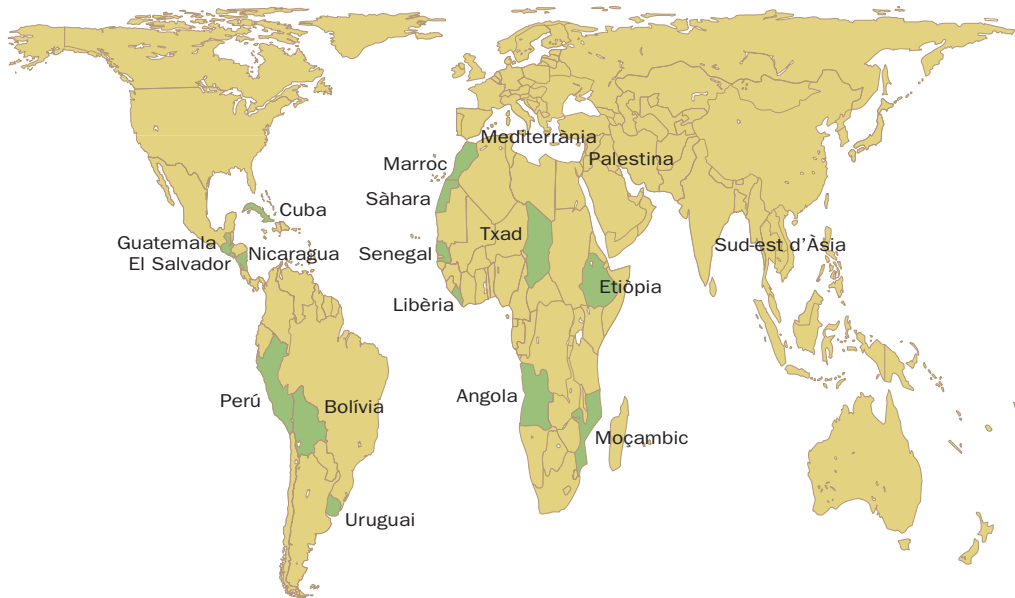 Mediterrània
Marroc
Palestina
Sàhara
Cuba
Txad
Guatemala
Nicaragua
Senegal
Sud-est d'Àsia
El Salvador
Etiòpia
Libèria
Perú
Bolívia
Angola
Moçambic
Uruguai